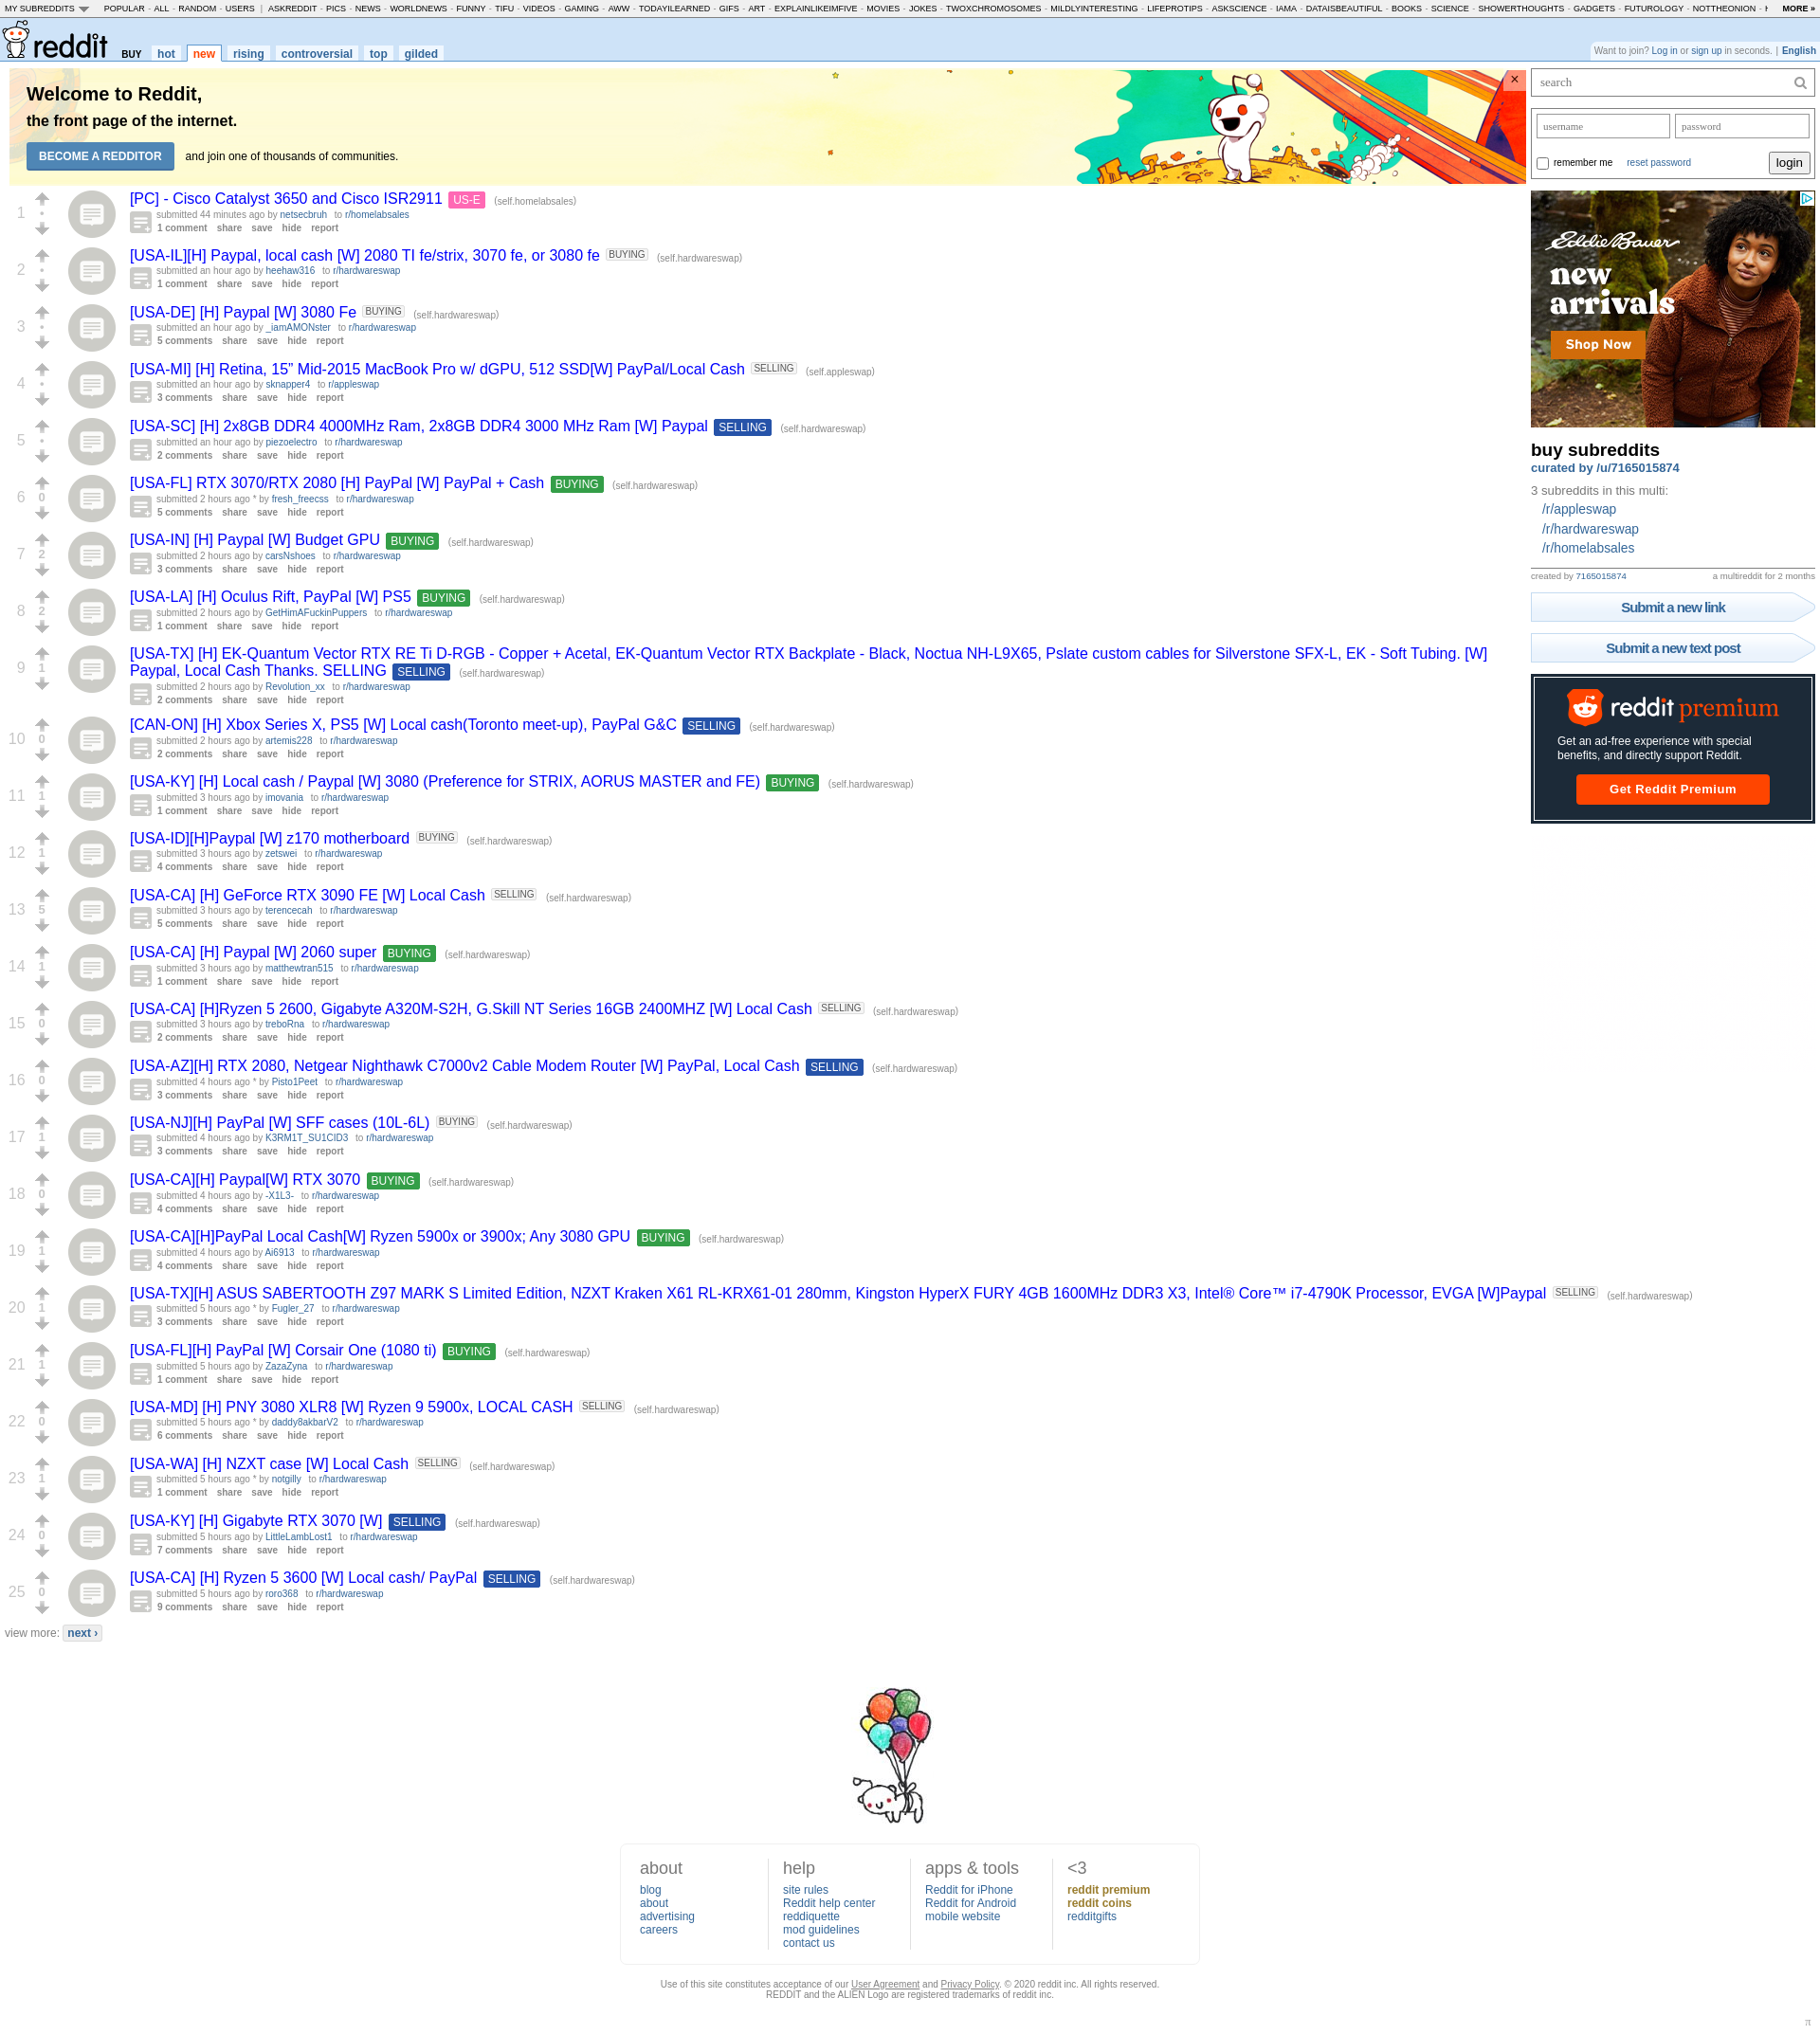 MY SUBREDDITS POPULAR - ALL - RANDOM - USERS | ASKREDDIT - PICS - NEWS - WORLDNEWS - FUNNY - TIFU - VIDEOS - GAMING - AWW - TODAYILEARNED - GIFS - ART - EXPLAINLIKEIMFIVE - MOVIES - JOKES - TWOXCHROMOSOMES - MILDLYINTERESTING - LIFEPROTIPS - ASKSCIENCE - IAMA - DATAISBEAUTIFUL - BOOKS - SCIENCE - SHOWERTHOUGHTS - GADGETS - FUTUROLOGY - NOTTHEONION - MORE »
reddit BUY hot new rising controversial top gilded
Want to join? Log in or sign up in seconds. | English
Welcome to Reddit,
the front page of the internet.
BECOME A REDDITOR and join one of thousands of communities.
×
1
[PC] - Cisco Catalyst 3650 and Cisco ISR2911 US-E (self.homelabsales)
submitted 44 minutes ago by netsecbruh to r/homelabsales
1 comment share save hide report
2
[USA-IL][H] Paypal, local cash [W] 2080 TI fe/strix, 3070 fe, or 3080 fe BUYING (self.hardwareswap)
submitted an hour ago by heehaw316 to r/hardwareswap
1 comment share save hide report
3
[USA-DE] [H] Paypal [W] 3080 Fe BUYING (self.hardwareswap)
submitted an hour ago by _iamAMONster to r/hardwareswap
5 comments share save hide report
4
[USA-MI] [H] Retina, 15” Mid-2015 MacBook Pro w/ dGPU, 512 SSD[W] PayPal/Local Cash SELLING (self.appleswap)
submitted an hour ago by sknapper4 to r/appleswap
3 comments share save hide report
5
[USA-SC] [H] 2x8GB DDR4 4000MHz Ram, 2x8GB DDR4 3000 MHz Ram [W] Paypal SELLING (self.hardwareswap)
submitted an hour ago by piezoelectro to r/hardwareswap
2 comments share save hide report
6 0
[USA-FL] RTX 3070/RTX 2080 [H] PayPal [W] PayPal + Cash BUYING (self.hardwareswap)
submitted 2 hours ago * by fresh_freecss to r/hardwareswap
5 comments share save hide report
7 2
[USA-IN] [H] Paypal [W] Budget GPU BUYING (self.hardwareswap)
submitted 2 hours ago by carsNshoes to r/hardwareswap
3 comments share save hide report
8 2
[USA-LA] [H] Oculus Rift, PayPal [W] PS5 BUYING (self.hardwareswap)
submitted 2 hours ago by GetHimAFuckinPuppers to r/hardwareswap
1 comment share save hide report
9 1
[USA-TX] [H] EK-Quantum Vector RTX RE Ti D-RGB - Copper + Acetal, EK-Quantum Vector RTX Backplate - Black, Noctua NH-L9X65, Pslate custom cables for Silverstone SFX-L, EK - Soft Tubing. [W]
Paypal, Local Cash Thanks. SELLING SELLING (self.hardwareswap)
submitted 2 hours ago by Revolution_xx to r/hardwareswap
2 comments share save hide report
10 0
[CAN-ON] [H] Xbox Series X, PS5 [W] Local cash(Toronto meet-up), PayPal G&C SELLING (self.hardwareswap)
submitted 2 hours ago by artemis228 to r/hardwareswap
2 comments share save hide report
11 1
[USA-KY] [H] Local cash / Paypal [W] 3080 (Preference for STRIX, AORUS MASTER and FE) BUYING (self.hardwareswap)
submitted 3 hours ago by imovania to r/hardwareswap
1 comment share save hide report
12 1
[USA-ID][H]Paypal [W] z170 motherboard BUYING (self.hardwareswap)
submitted 3 hours ago by zetswei to r/hardwareswap
4 comments share save hide report
13 5
[USA-CA] [H] GeForce RTX 3090 FE [W] Local Cash SELLING (self.hardwareswap)
submitted 3 hours ago by terencecah to r/hardwareswap
5 comments share save hide report
14 1
[USA-CA] [H] Paypal [W] 2060 super BUYING (self.hardwareswap)
submitted 3 hours ago by matthewtran515 to r/hardwareswap
1 comment share save hide report
15 0
[USA-CA] [H]Ryzen 5 2600, Gigabyte A320M-S2H, G.Skill NT Series 16GB 2400MHZ [W] Local Cash SELLING (self.hardwareswap)
submitted 3 hours ago by treboRna to r/hardwareswap
2 comments share save hide report
16 0
[USA-AZ][H] RTX 2080, Netgear Nighthawk C7000v2 Cable Modem Router [W] PayPal, Local Cash SELLING (self.hardwareswap)
submitted 4 hours ago * by Pisto1Peet to r/hardwareswap
3 comments share save hide report
17 1
[USA-NJ][H] PayPal [W] SFF cases (10L-6L) BUYING (self.hardwareswap)
submitted 4 hours ago by K3RM1T_SU1CID3 to r/hardwareswap
3 comments share save hide report
18 0
[USA-CA][H] Paypal[W] RTX 3070 BUYING (self.hardwareswap)
submitted 4 hours ago by -X1L3- to r/hardwareswap
4 comments share save hide report
19 1
[USA-CA][H]PayPal Local Cash[W] Ryzen 5900x or 3900x; Any 3080 GPU BUYING (self.hardwareswap)
submitted 4 hours ago by Ai6913 to r/hardwareswap
4 comments share save hide report
20 1
[USA-TX][H] ASUS SABERTOOTH Z97 MARK S Limited Edition, NZXT Kraken X61 RL-KRX61-01 280mm, Kingston HyperX FURY 4GB 1600MHz DDR3 X3, Intel® Core™ i7-4790K Processor, EVGA [W]Paypal SELLING (self.hardwareswap)
submitted 5 hours ago * by Fugler_27 to r/hardwareswap
3 comments share save hide report
21 1
[USA-FL][H] PayPal [W] Corsair One (1080 ti) BUYING (self.hardwareswap)
submitted 5 hours ago by ZazaZyna to r/hardwareswap
1 comment share save hide report
22 0
[USA-MD] [H] PNY 3080 XLR8 [W] Ryzen 9 5900x, LOCAL CASH SELLING (self.hardwareswap)
submitted 5 hours ago * by daddy8akbarV2 to r/hardwareswap
6 comments share save hide report
23 1
[USA-WA] [H] NZXT case [W] Local Cash SELLING (self.hardwareswap)
submitted 5 hours ago * by notgilly to r/hardwareswap
1 comment share save hide report
24 0
[USA-KY] [H] Gigabyte RTX 3070 [W] SELLING (self.hardwareswap)
submitted 5 hours ago by LittleLambLost1 to r/hardwareswap
7 comments share save hide report
25 0
[USA-CA] [H] Ryzen 5 3600 [W] Local cash/ PayPal SELLING (self.hardwareswap)
submitted 5 hours ago by roro368 to r/hardwareswap
9 comments share save hide report
view more: next ›
search
username password
remember me reset password login
Eddie Bauer
new
arrivals
Shop Now
buy subreddits
curated by /u/7165015874
3 subreddits in this multi:
/r/appleswap
/r/hardwareswap
/r/homelabsales
created by 7165015874 a multireddit for 2 months
Submit a new link
Submit a new text post
reddit premium
Get an ad-free experience with special
benefits, and directly support Reddit.
Get Reddit Premium
about
blog
about
advertising
careers
help
site rules
Reddit help center
reddiquette
mod guidelines
contact us
apps & tools
Reddit for iPhone
Reddit for Android
mobile website
<3
reddit premium
reddit coins
redditgifts
Use of this site constitutes acceptance of our User Agreement and Privacy Policy. © 2020 reddit inc. All rights reserved.
REDDIT and the ALIEN Logo are registered trademarks of reddit inc.
π